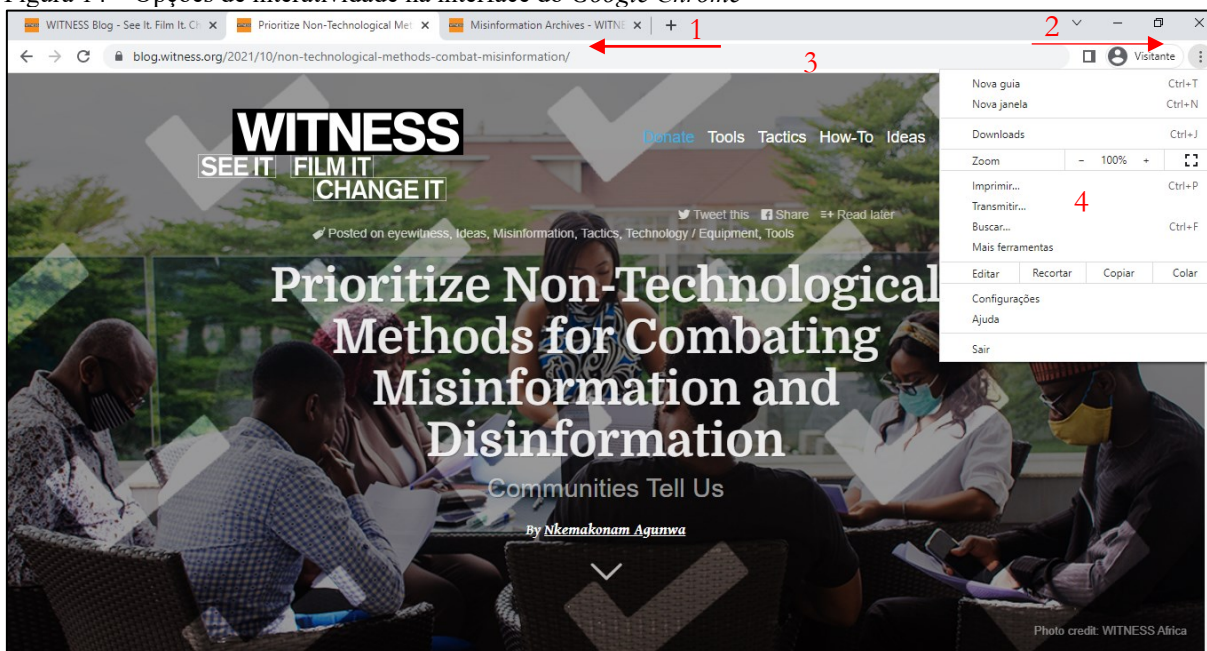 Figura 14 – Opções de interatividade na interface do Google Chrome
WITNESS Blog - See It. Film It. Ch
Prioritize Non-Technological Met
Misinformation Archives - WITNE
1
2
blog.witness.org/2021/10/non-technological-methods-combat-misinformation/
3
Visitante
WITNESS
SEE IT FILM IT
CHANGE IT
Donate Tools Tactics How-To Ideas
Nova guia Ctrl+T
Nova janela Ctrl+N
Downloads Ctrl+J
Zoom - 100% +
Imprimir... Ctrl+P
Transmitir...
4
Buscar... Ctrl+F
Mais ferramentas
Editar Recortar Copiar Colar
Configurações
Ajuda
Sair
Tweet this Share Read later
Posted on eyewitness, Ideas, Misinformation, Tactics, Technology / Equipment, Tools
Prioritize Non-Technological
Methods for Combating
Misinformation and
Disinformation
Communities Tell Us
By Nkemakonam Agunwa
Photo credit: WITNESS Africa